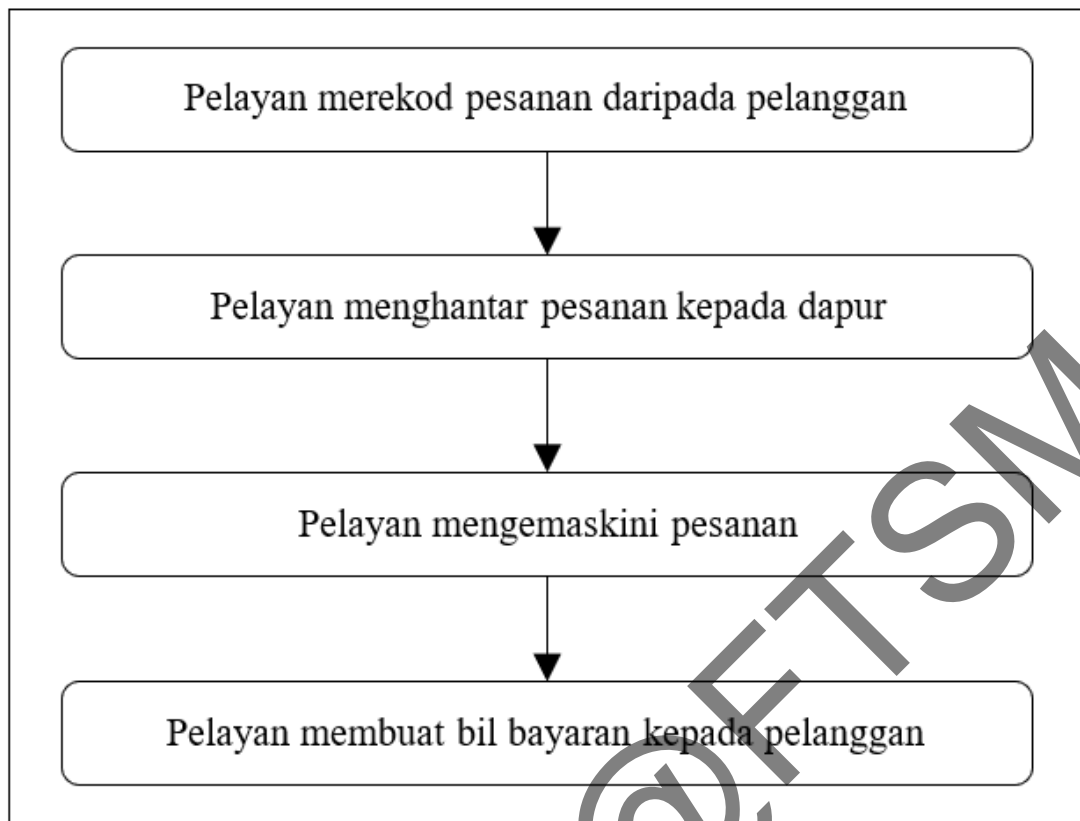 Pelayan merekod pesanan daripada pelanggan
Pelayan menghantar pesanan kepada dapur
Pelayan mengemaskini pesanan
Pelayan membuat bil bayaran kepada pelanggan
@FTSM